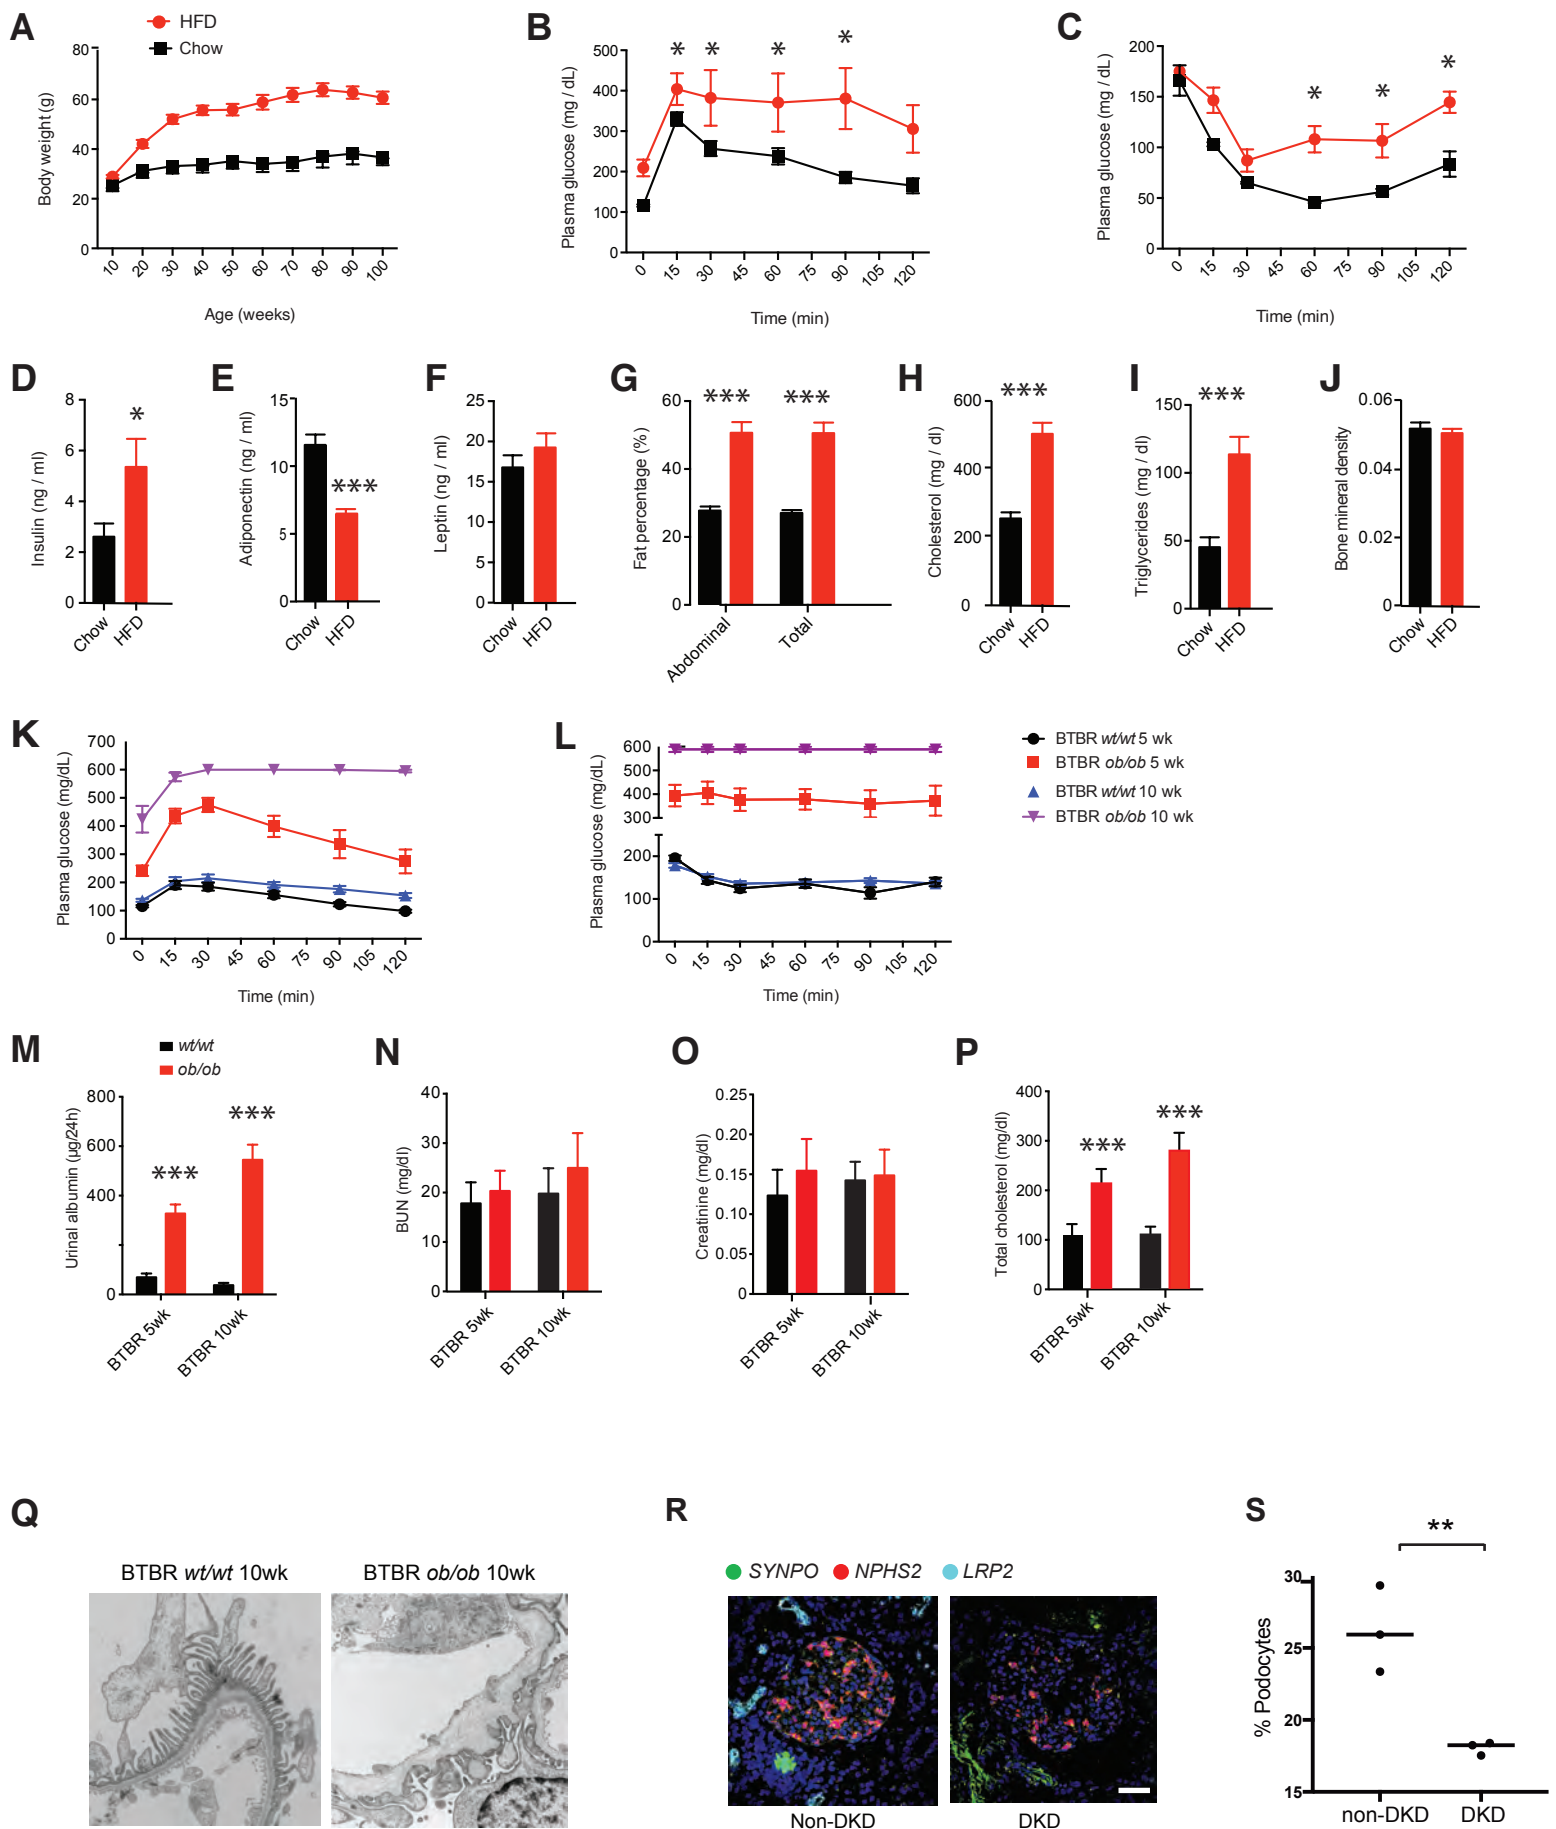 A
HFD
Chow
Body weight (g)
80
60
40
20
0
10 20 30 40 50 60 70 80 90 100
Age (weeks)
B
Plasma glucose (mg / dL)
500
400
300
200
100
0
* * * *
0 15 30 45 60 75 90 105 120
Time (min)
C
Plasma glucose (mg / dL)
200
150
100
50
0
* * *
0 15 30 45 60 75 90 105 120
Time (min)
D
Insulin (ng / ml)
8
6
4
2
0
*
Chow HFD
E
Adiponectin (ng / ml)
15
10
5
0
***
Chow HFD
F
Leptin (ng / ml)
25
20
15
10
5
0
Chow HFD
G
Fat percentage (%)
60
40
20
0
*** ***
Abdominal Total
H
Cholesterol (mg / dl)
600
400
200
0
***
Chow HFD
I
Triglycerides (mg / dl)
150
100
50
0
***
Chow HFD
J
Bone mineral density
0.06
0.04
0.02
0
Chow HFD
K
Plasma glucose (mg/dL)
700
600
500
400
300
200
100
0
0 15 30 45 60 75 90 105 120
Time (min)
L
Plasma glucose (mg/dL)
600
500
400
300
200
100
0
0 15 30 45 60 75 90 105 120
Time (min)
BTBR wt/wt 5 wk
BTBR ob/ob 5 wk
BTBR wt/wt 10 wk
BTBR ob/ob 10 wk
M
wt/wt
ob/ob
Urinal albumin (µg/24h)
800
600
400
0
*** ***
BTBR 5wk BTBR 10wk
N
BUN (mg/dl)
40
30
20
10
0
BTBR 5wk BTBR 10wk
O
Creatinine (mg/dl)
0.25
0.20
0.15
0.10
0.05
0
BTBR 5wk BTBR 10wk
P
Total cholesterol (mg/dl)
400
300
200
100
0
*** ***
BTBR 5wk BTBR 10wk
Q
BTBR wt/wt 10wk
BTBR ob/ob 10wk
R
SYNPO NPHS2 LRP2
Non-DKD
DKD
S
**
% Podocytes
30
25
20
15
non-DKD DKD